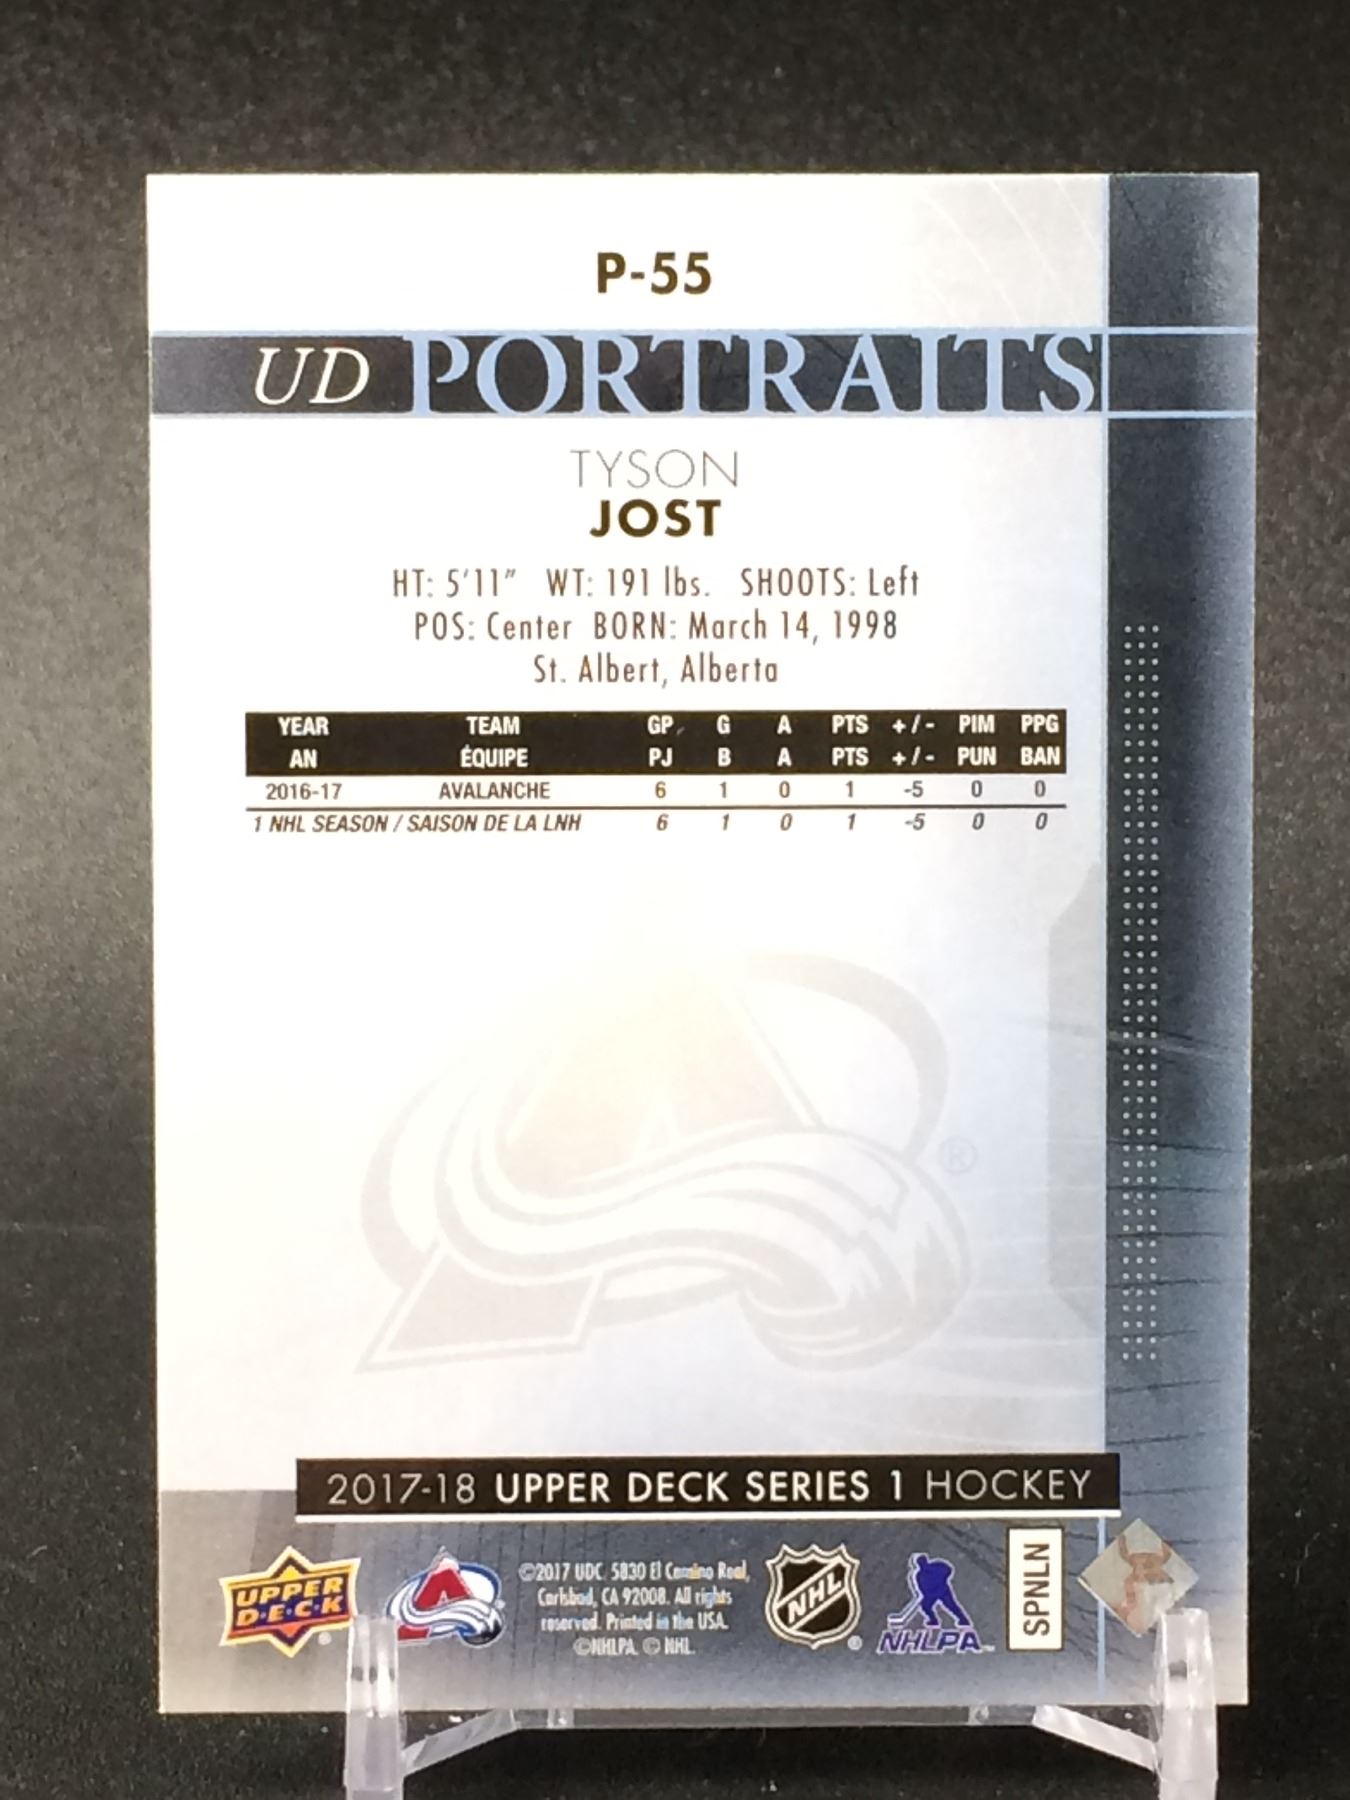 P-55
UD PORTRAITS
TYSON
JOST
HT: 5'11" WT: 191 lbs. SHOOTS: Left
POS: Center BORN: March 14, 1998
St. Albert, Alberta
YEAR TEAM GP G A PTS +/- PIM PPG
AN ÉQUIPE PJ B A PTS +/- PUN BAN
2016-17 AVALANCHE 6 1 0 1 -5 0 0
1 NHL SEASON / SAISON DE LA LNH 6 1 0 1 -5 0 0
®
2017-18 UPPER DECK SERIES 1 HOCKEY
UPPER
D·E·C·K
®
©2017 UDC. 5830 El Camino Real,
Carlsbad, CA 92008. All rights
reserved. Printed in the USA.
©NHLPA. © NHL.
NHL
®
NHLPA™
SPNLN